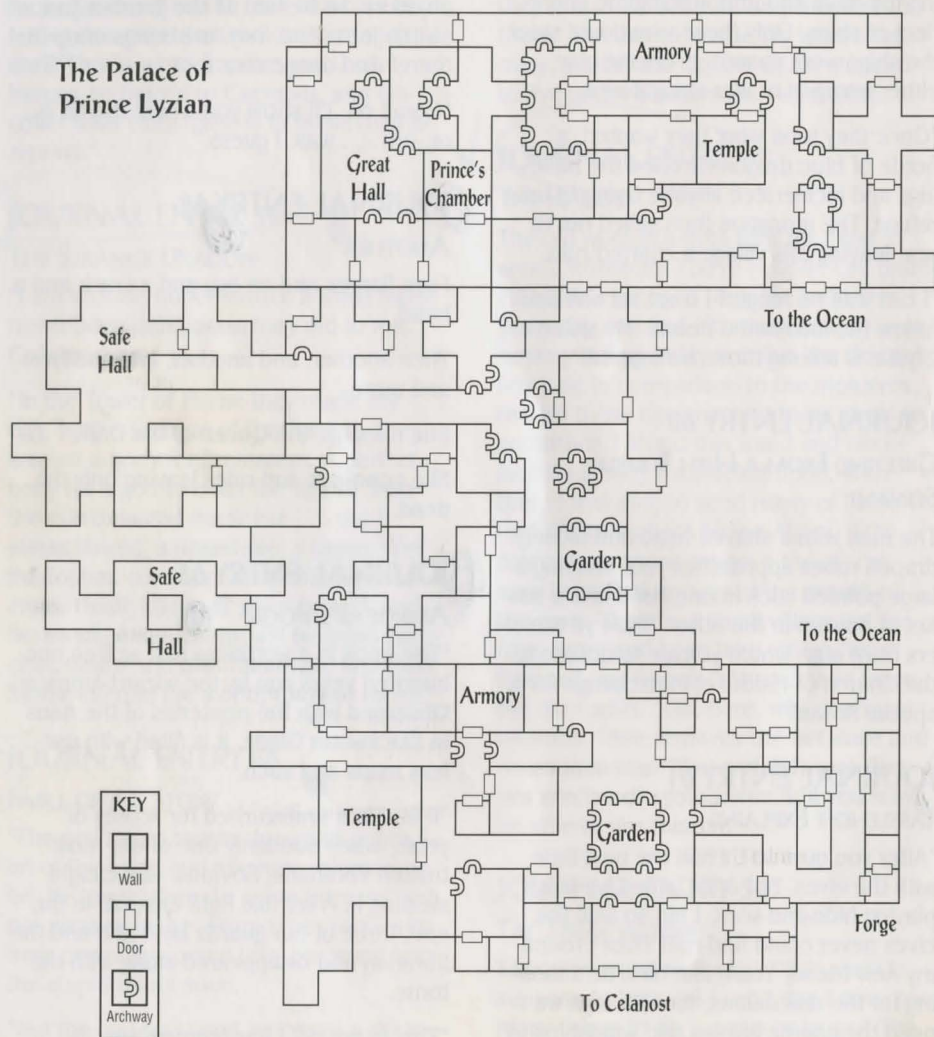 The Palace of
Prince Lyzian
Armory
Temple
Great
Hall
Prince's
Chamber
To the Ocean
Safe
Hall
Garden
Safe
Hall
To the Ocean
Armory
Temple
Garden
Forge
To Celanost
KEY
Wall
Door
Archway